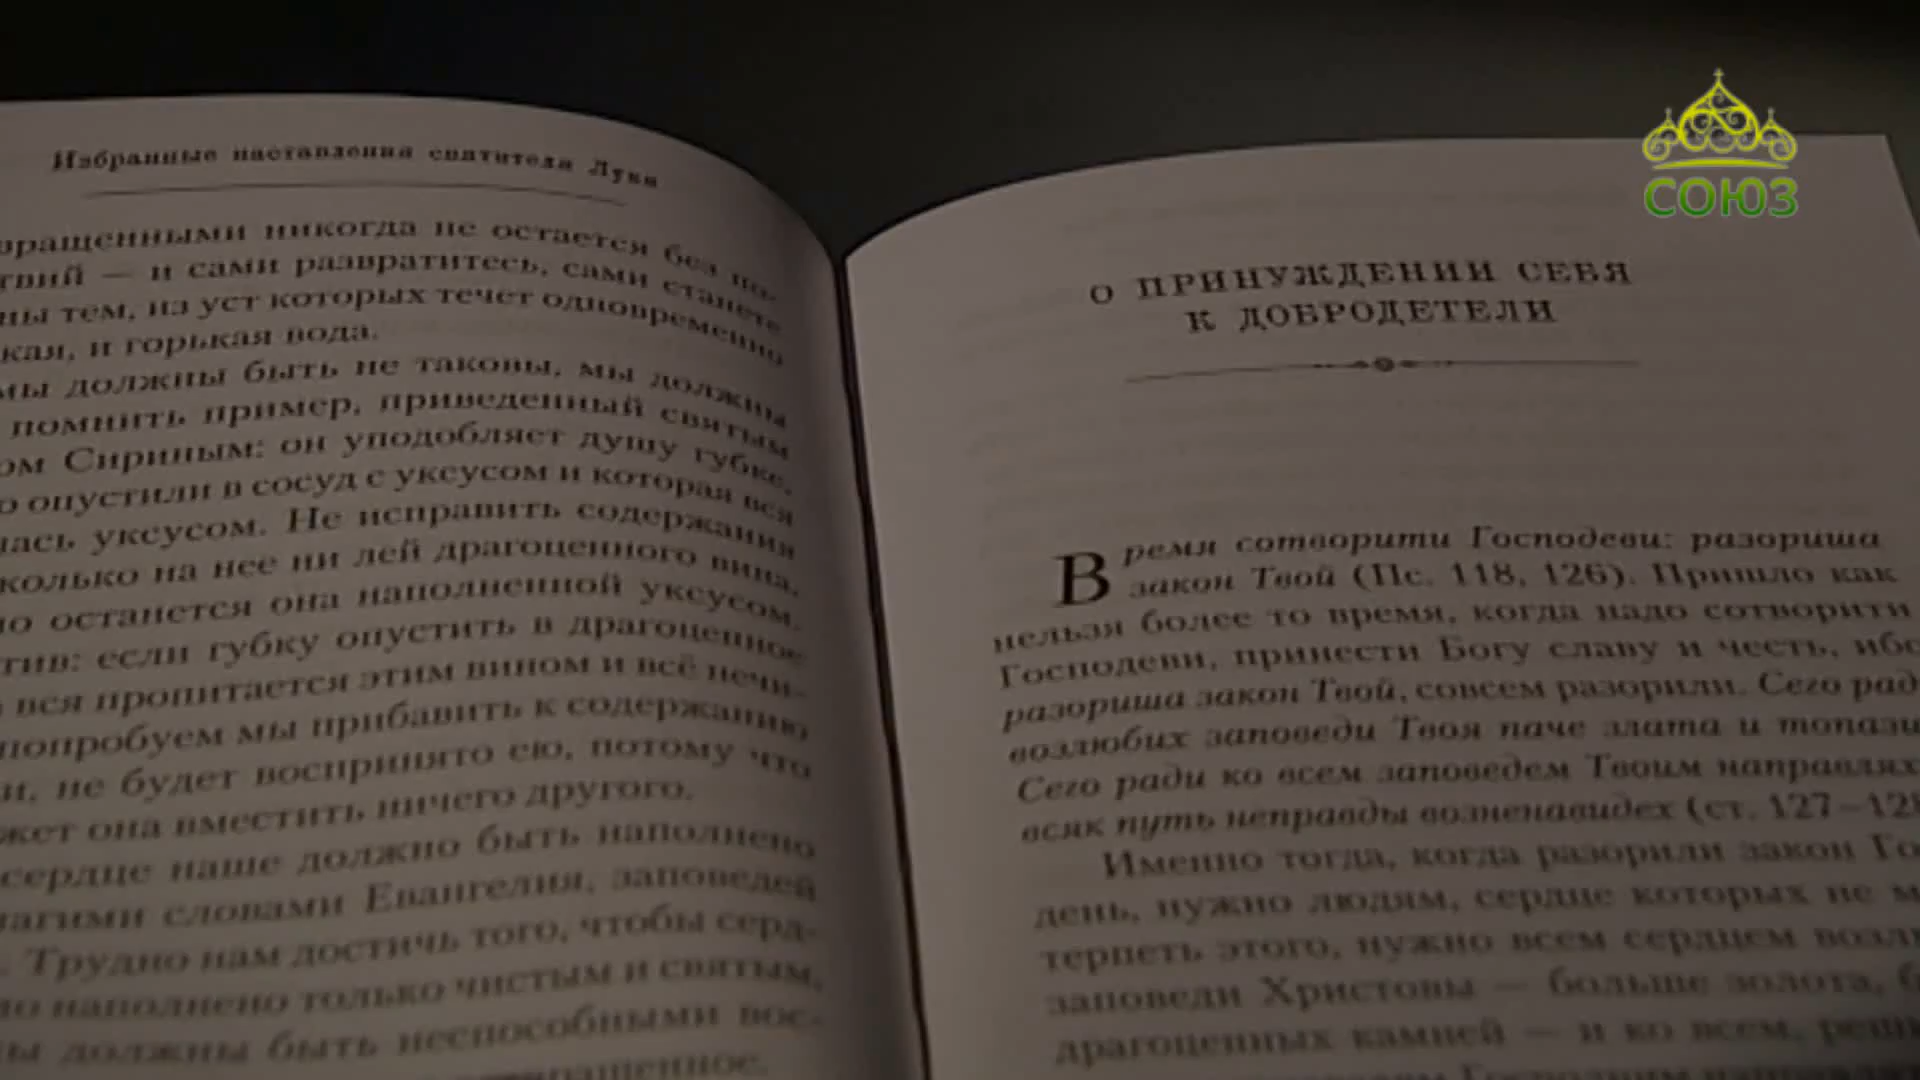 Избранные наставления святителя Луки
вращенными никогда не остается без по-
ствий — и сами развратитесь, сами станете
ны тем, из уст которых течет одновременно
кая, и горькая вода.
мы должны быть не таковы, мы должны
помнить пример, приведенный святым
ом Сириным: он уподобляет душу губке,
ю опустили в сосуд с уксусом и которая вся
лась уксусом. Не исправить содержания
сколько на нее ни лей драгоценного вина,
но останется она наполненной уксусом.
тив: если губку опустить в драгоценное
вся пропитается этим вином и всё нечи-
попробуем мы прибавить к содержанию
и, не будет воспринято ею, потому что
жет она вместить ничего другого.
сердце наше должно быть наполнено
лагими словами Евангелия, заповедей
. Трудно нам достичь того, чтобы серд-
ло наполнено только чистым и святым,
ы должны быть неспособными вос-
вращенное.
О ПРИНУЖДЕНИИ СЕБЯ
К ДОБРОДЕТЕЛИ
Время сотворити Господеви: разориша
закон Твой (Пс. 118, 126). Пришло как
нельзя более то время, когда надо сотворити
Господеви, принести Богу славу и честь, ибо
разориша закон Твой, совсем разорили. Сего рад
возлюбих заповеди Твоя паче злата и топази
Сего ради ко всем заповедем Твоим направлях
всяк путь неправды возненавидех (ст. 127–128
Именно тогда, когда разорили закон Го
день, нужно людям, сердце которых не м
терпеть этого, нужно всем сердцем возл
заповеди Христовы — больше золота, б
драгоценных камней — и ко всем, реши
Господним направлят
СОЮЗ